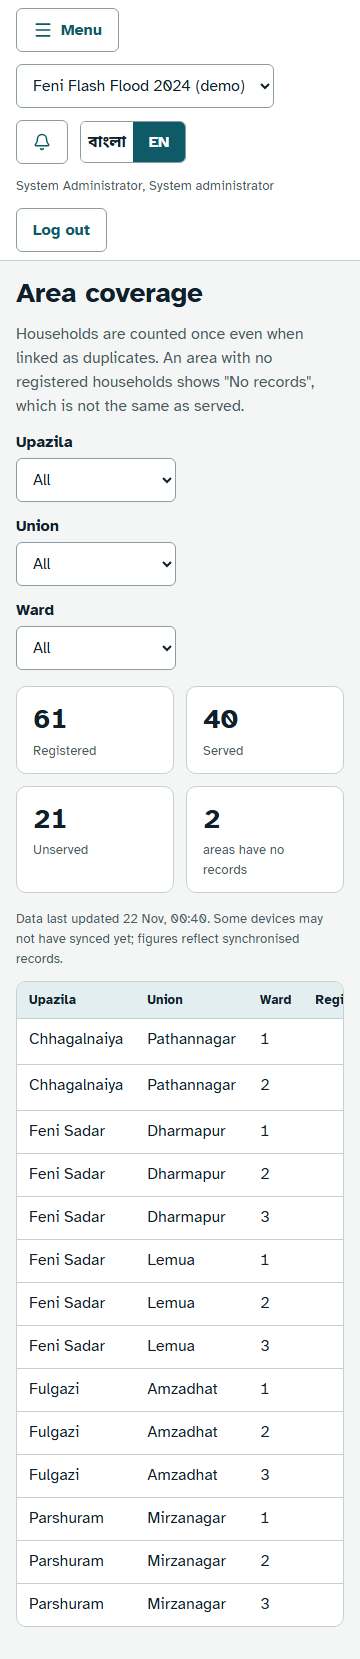 Menu
Feni Flash Flood 2024 (demo)
বাংলা EN
System Administrator, System administrator
Log out
Area coverage
Households are counted once even when
linked as duplicates. An area with no
registered households shows "No records",
which is not the same as served.
Upazila
All
Union
All
Ward
All
61 40
Registered Served
21 2
Unserved areas have no
records
Data last updated 22 Nov, 00:40. Some devices may
not have synced yet; figures reflect synchronised
records.
Upazila Union Ward Regi
Chhagalnaiya Pathannagar 1
Chhagalnaiya Pathannagar 2
Feni Sadar Dharmapur 1
Feni Sadar Dharmapur 2
Feni Sadar Dharmapur 3
Feni Sadar Lemua 1
Feni Sadar Lemua 2
Feni Sadar Lemua 3
Fulgazi Amzadhat 1
Fulgazi Amzadhat 2
Fulgazi Amzadhat 3
Parshuram Mirzanagar 1
Parshuram Mirzanagar 2
Parshuram Mirzanagar 3